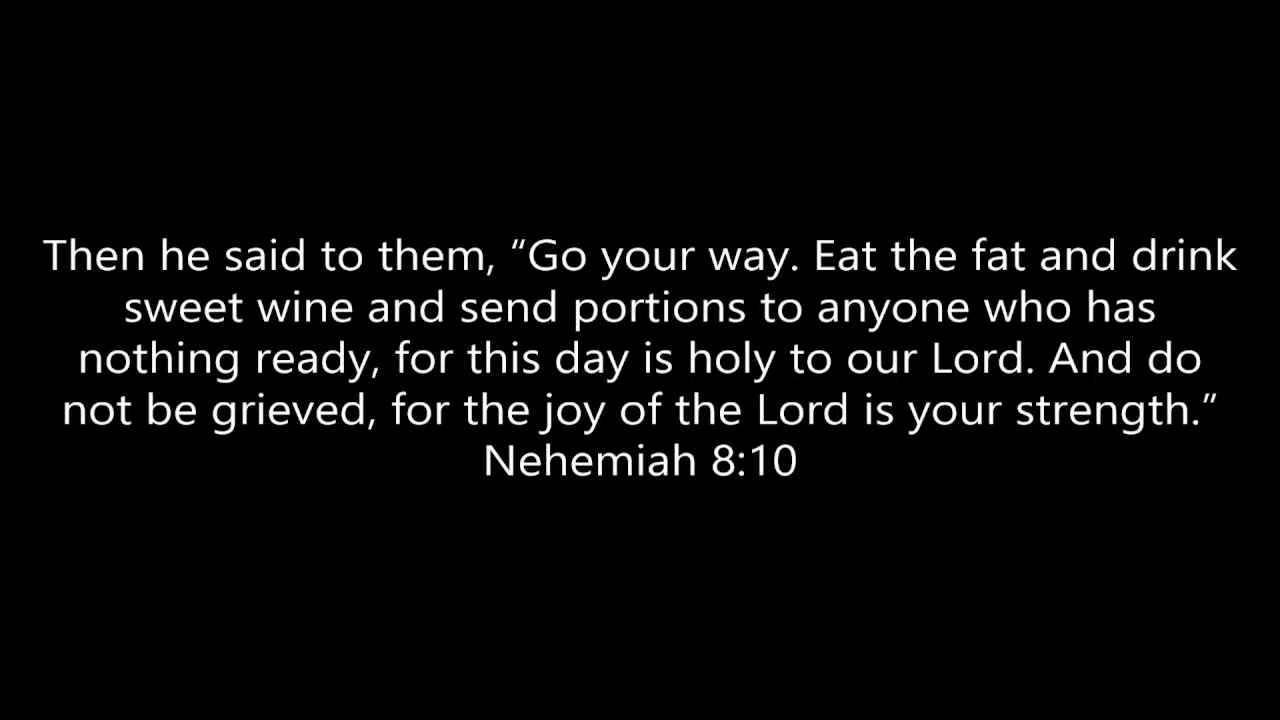 Then he said to them, “Go your way. Eat the fat and drink
sweet wine and send portions to anyone who has
nothing ready, for this day is holy to our Lord. And do
not be grieved, for the joy of the Lord is your strength.”
Nehemiah 8:10